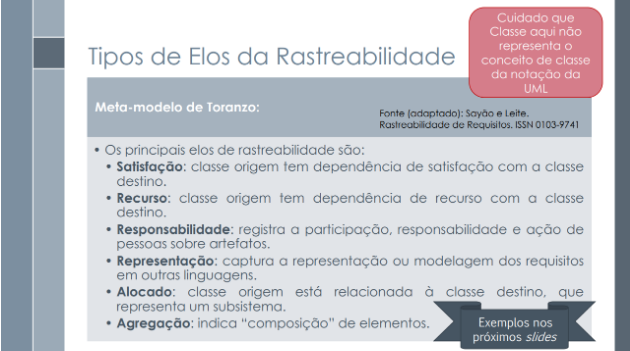 Cuidado que
Classe aqui não
representa o
conceito de classe
da notação da
UML
Tipos de Elos da Rastreabilidade
Meta-modelo de Toranzo:
Fonte (adaptado): Sayão e Leite.
Rastreabilidade de Requisitos. ISSN 0103-9741
• Os principais elos de rastreabilidade são:
• Satisfação: classe origem tem dependência de satisfação com a classe
destino.
• Recurso: classe origem tem dependência de recurso com a classe
destino.
• Responsabilidade: registra a participação, responsabilidade e ação de
pessoas sobre artefatos.
• Representação: captura a representação ou modelagem dos requisitos
em outras linguagens.
• Alocado: classe origem está relacionada à classe destino, que
representa um subsistema.
• Agregação: indica “composição” de elementos.
Exemplos nos
próximos slides